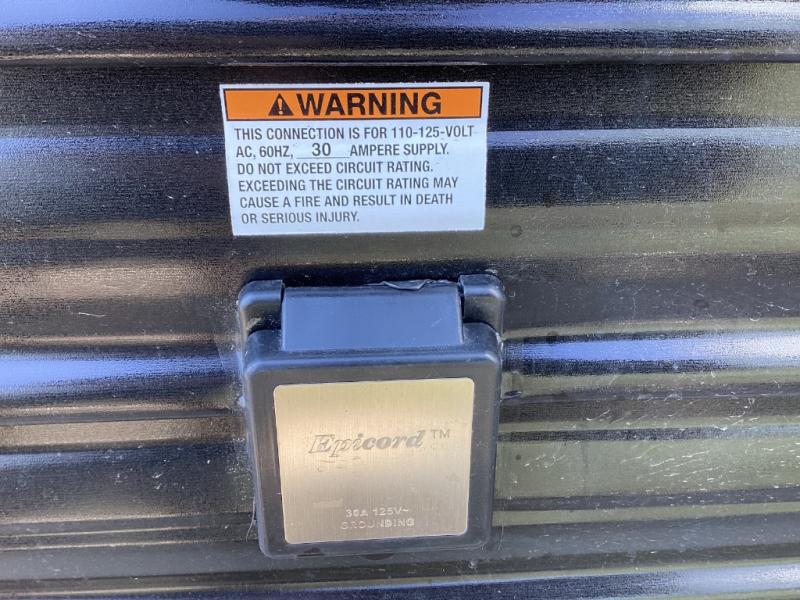 WARNING
THIS CONNECTION IS FOR 110-125-VOLT
AC, 60HZ, 30 AMPERE SUPPLY.
DO NOT EXCEED CIRCUIT RATING.
EXCEEDING THE CIRCUIT RATING MAY
CAUSE A FIRE AND RESULT IN DEATH
OR SERIOUS INJURY.
Epicord™
30A 125V~
GROUNDING